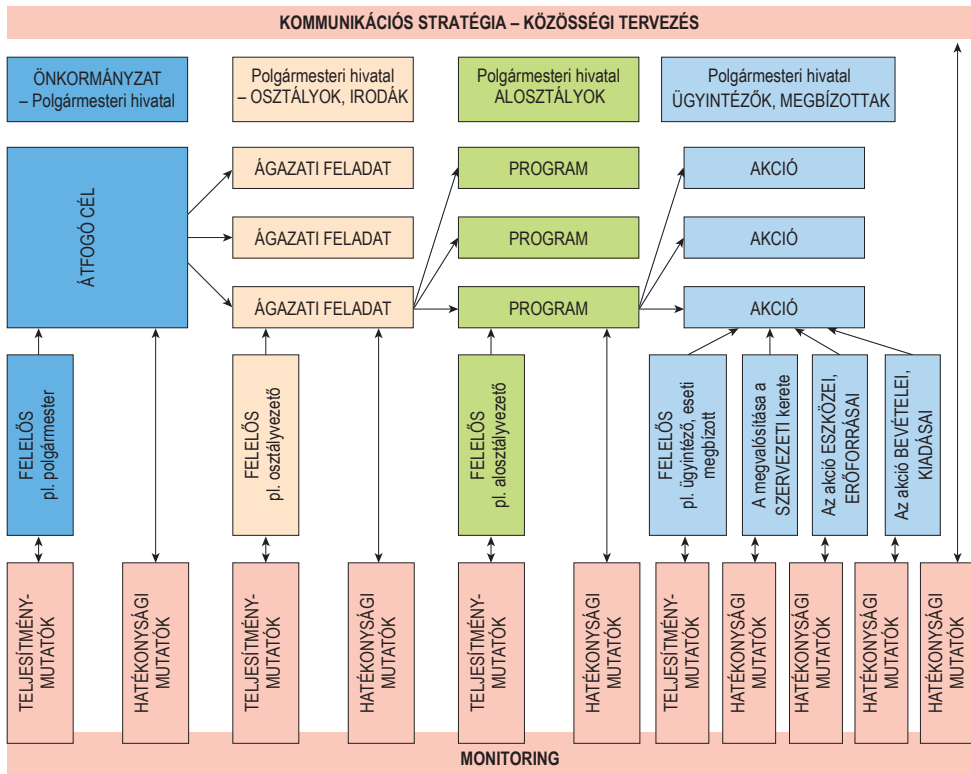 KOMMUNIKÁCIÓS STRATÉGIA – KÖZÖSSÉGI TERVEZÉS
ÖNKORMÁNYZAT
– Polgármesteri hivatal
Polgármesteri hivatal
– OSZTÁLYOK, IRODÁK
Polgármesteri hivatal
ALOSZTÁLYOK
Polgármesteri hivatal
ÜGYINTÉZŐK, MEGBÍZOTTAK
ÁTFOGÓ CÉL
ÁGAZATI FELADAT
PROGRAM
AKCIÓ
ÁGAZATI FELADAT
PROGRAM
AKCIÓ
ÁGAZATI FELADAT
PROGRAM
AKCIÓ
FELELŐS
pl. polgármester
FELELŐS
pl. osztályvezető
FELELŐS
pl. alosztályvezető
FELELŐS
pl. ügyintéző, eseti
megbízott
A megvalósítása a
SZERVEZETI kerete
Az akció ESZKÖZEI,
ERŐFORRÁSAI
Az akció BEVÉTELEI,
KIADÁSAI
TELJESÍTMÉNY-
MUTATÓK
HATÉKONYSÁGI
MUTATÓK
TELJESÍTMÉNY-
MUTATÓK
HATÉKONYSÁGI
MUTATÓK
TELJESÍTMÉNY-
MUTATÓK
HATÉKONYSÁGI
MUTATÓK
TELJESÍTMÉNY-
MUTATÓK
HATÉKONYSÁGI
MUTATÓK
HATÉKONYSÁGI
MUTATÓK
HATÉKONYSÁGI
MUTATÓK
HATÉKONYSÁGI
MUTATÓK
MONITORING